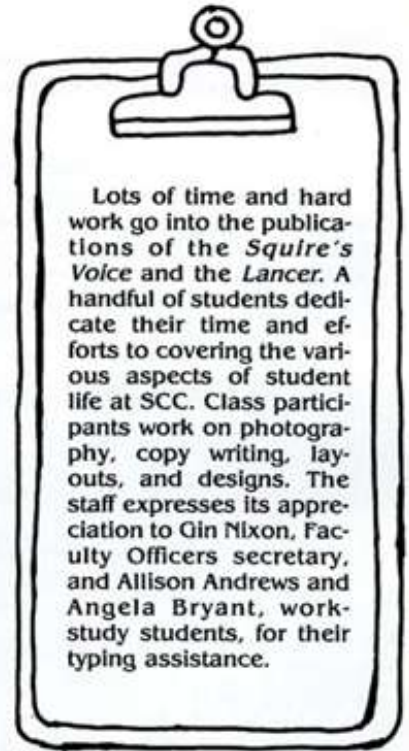 Lots of time and hard
work go into the publica-
tions of the Squire's
Voice and the Lancer. A
handful of students dedi-
cate their time and ef-
forts to covering the vari-
ous aspects of student
life at SCC. Class partici-
pants work on photogra-
phy, copy writing, lay-
outs, and designs. The
staff expresses its appre-
ciation to Gin Nixon, Fac-
ulty Officers secretary,
and Allison Andrews and
Angela Bryant, work-
study students, for their
typing assistance.